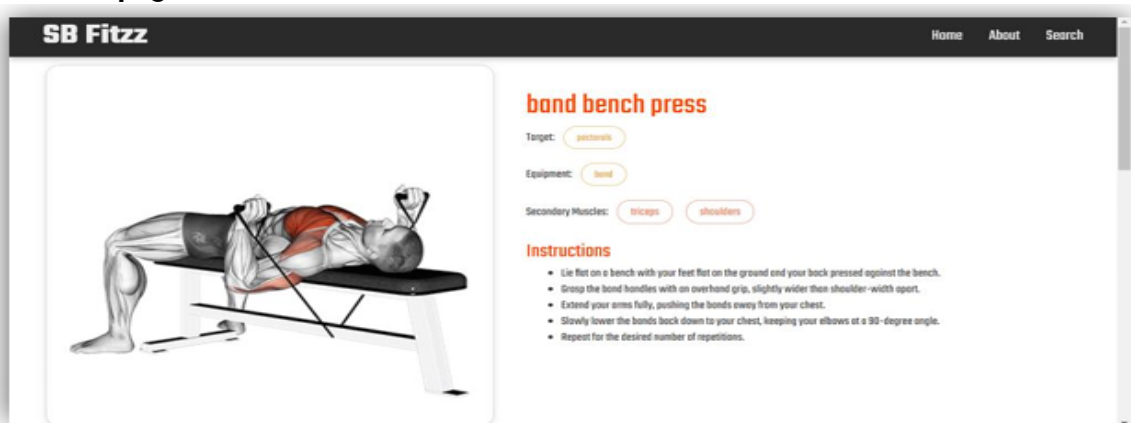 SB Fitzz
Home About Search
band bench press
Target: pectorals
Equipment: band
Secondary Muscles: triceps shoulders
Instructions
Lie flat on a bench with your feet flat on the ground and your back pressed against the bench.
Grasp the band handles with an overhand grip, slightly wider than shoulder-width apart.
Extend your arms fully, pushing the bands away from your chest.
Slowly lower the bands back down to your chest, keeping your elbows at a 90-degree angle.
Repeat for the desired number of repetitions.